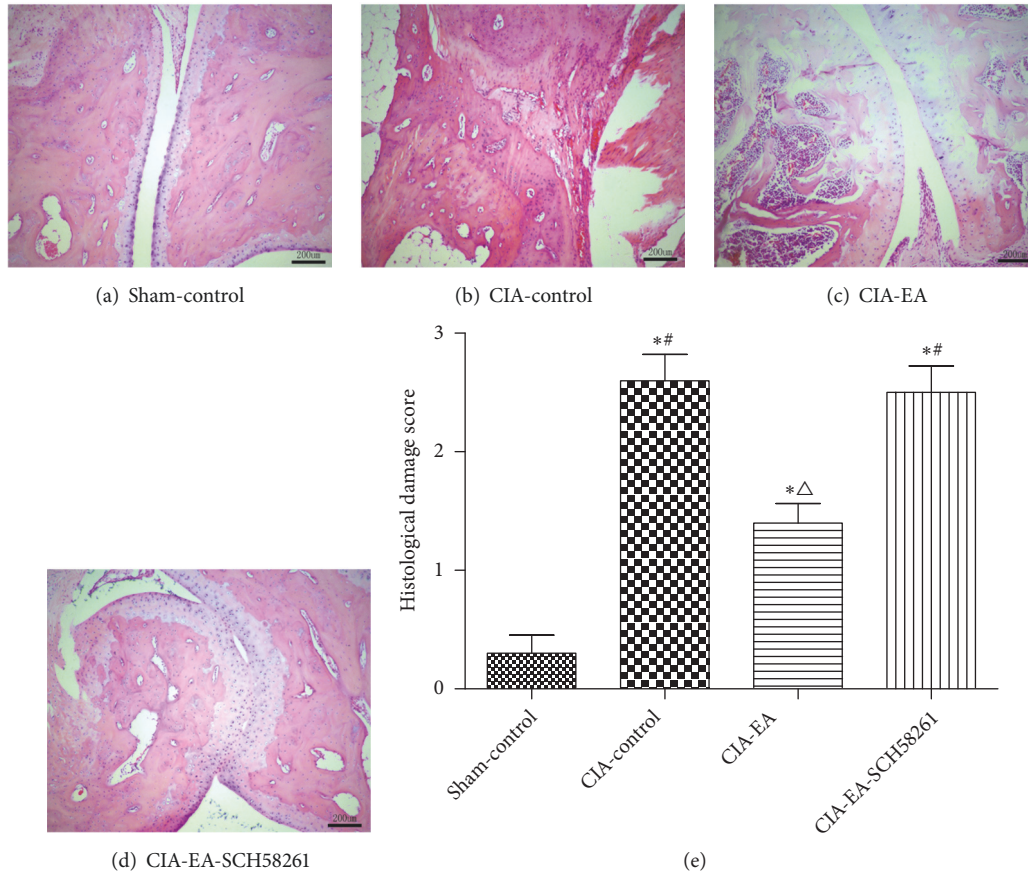 200um
200um
200um
(a) Sham-control
(b) CIA-control
(c) CIA-EA
3
2
1
0
Histological damage score
*#
*△
*#
Sham-control
CIA-control
CIA-EA
CIA-EA-SCH58261
200um
(d) CIA-EA-SCH58261
(e)